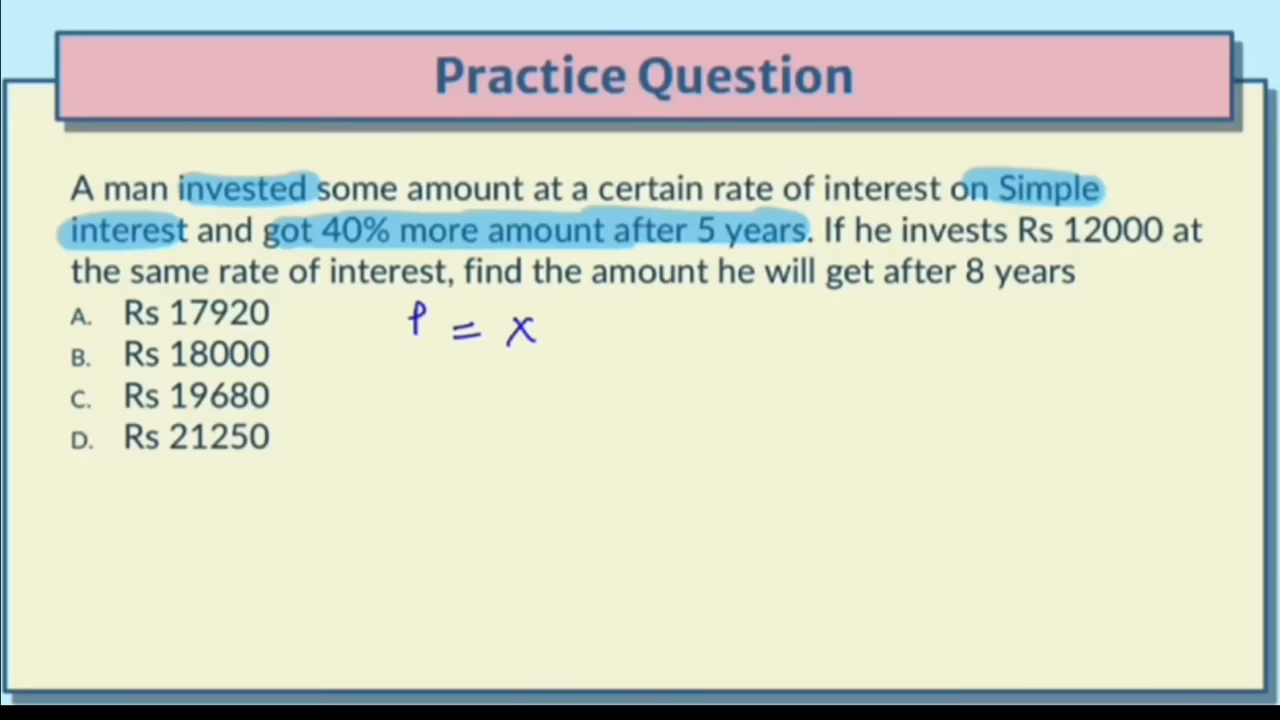 Practice Question
A man invested some amount at a certain rate of interest on Simple
interest and got 40% more amount after 5 years. If he invests Rs 12000 at
the same rate of interest, find the amount he will get after 8 years
A. Rs 17920
B. Rs 18000
C. Rs 19680
D. Rs 21250
P = x